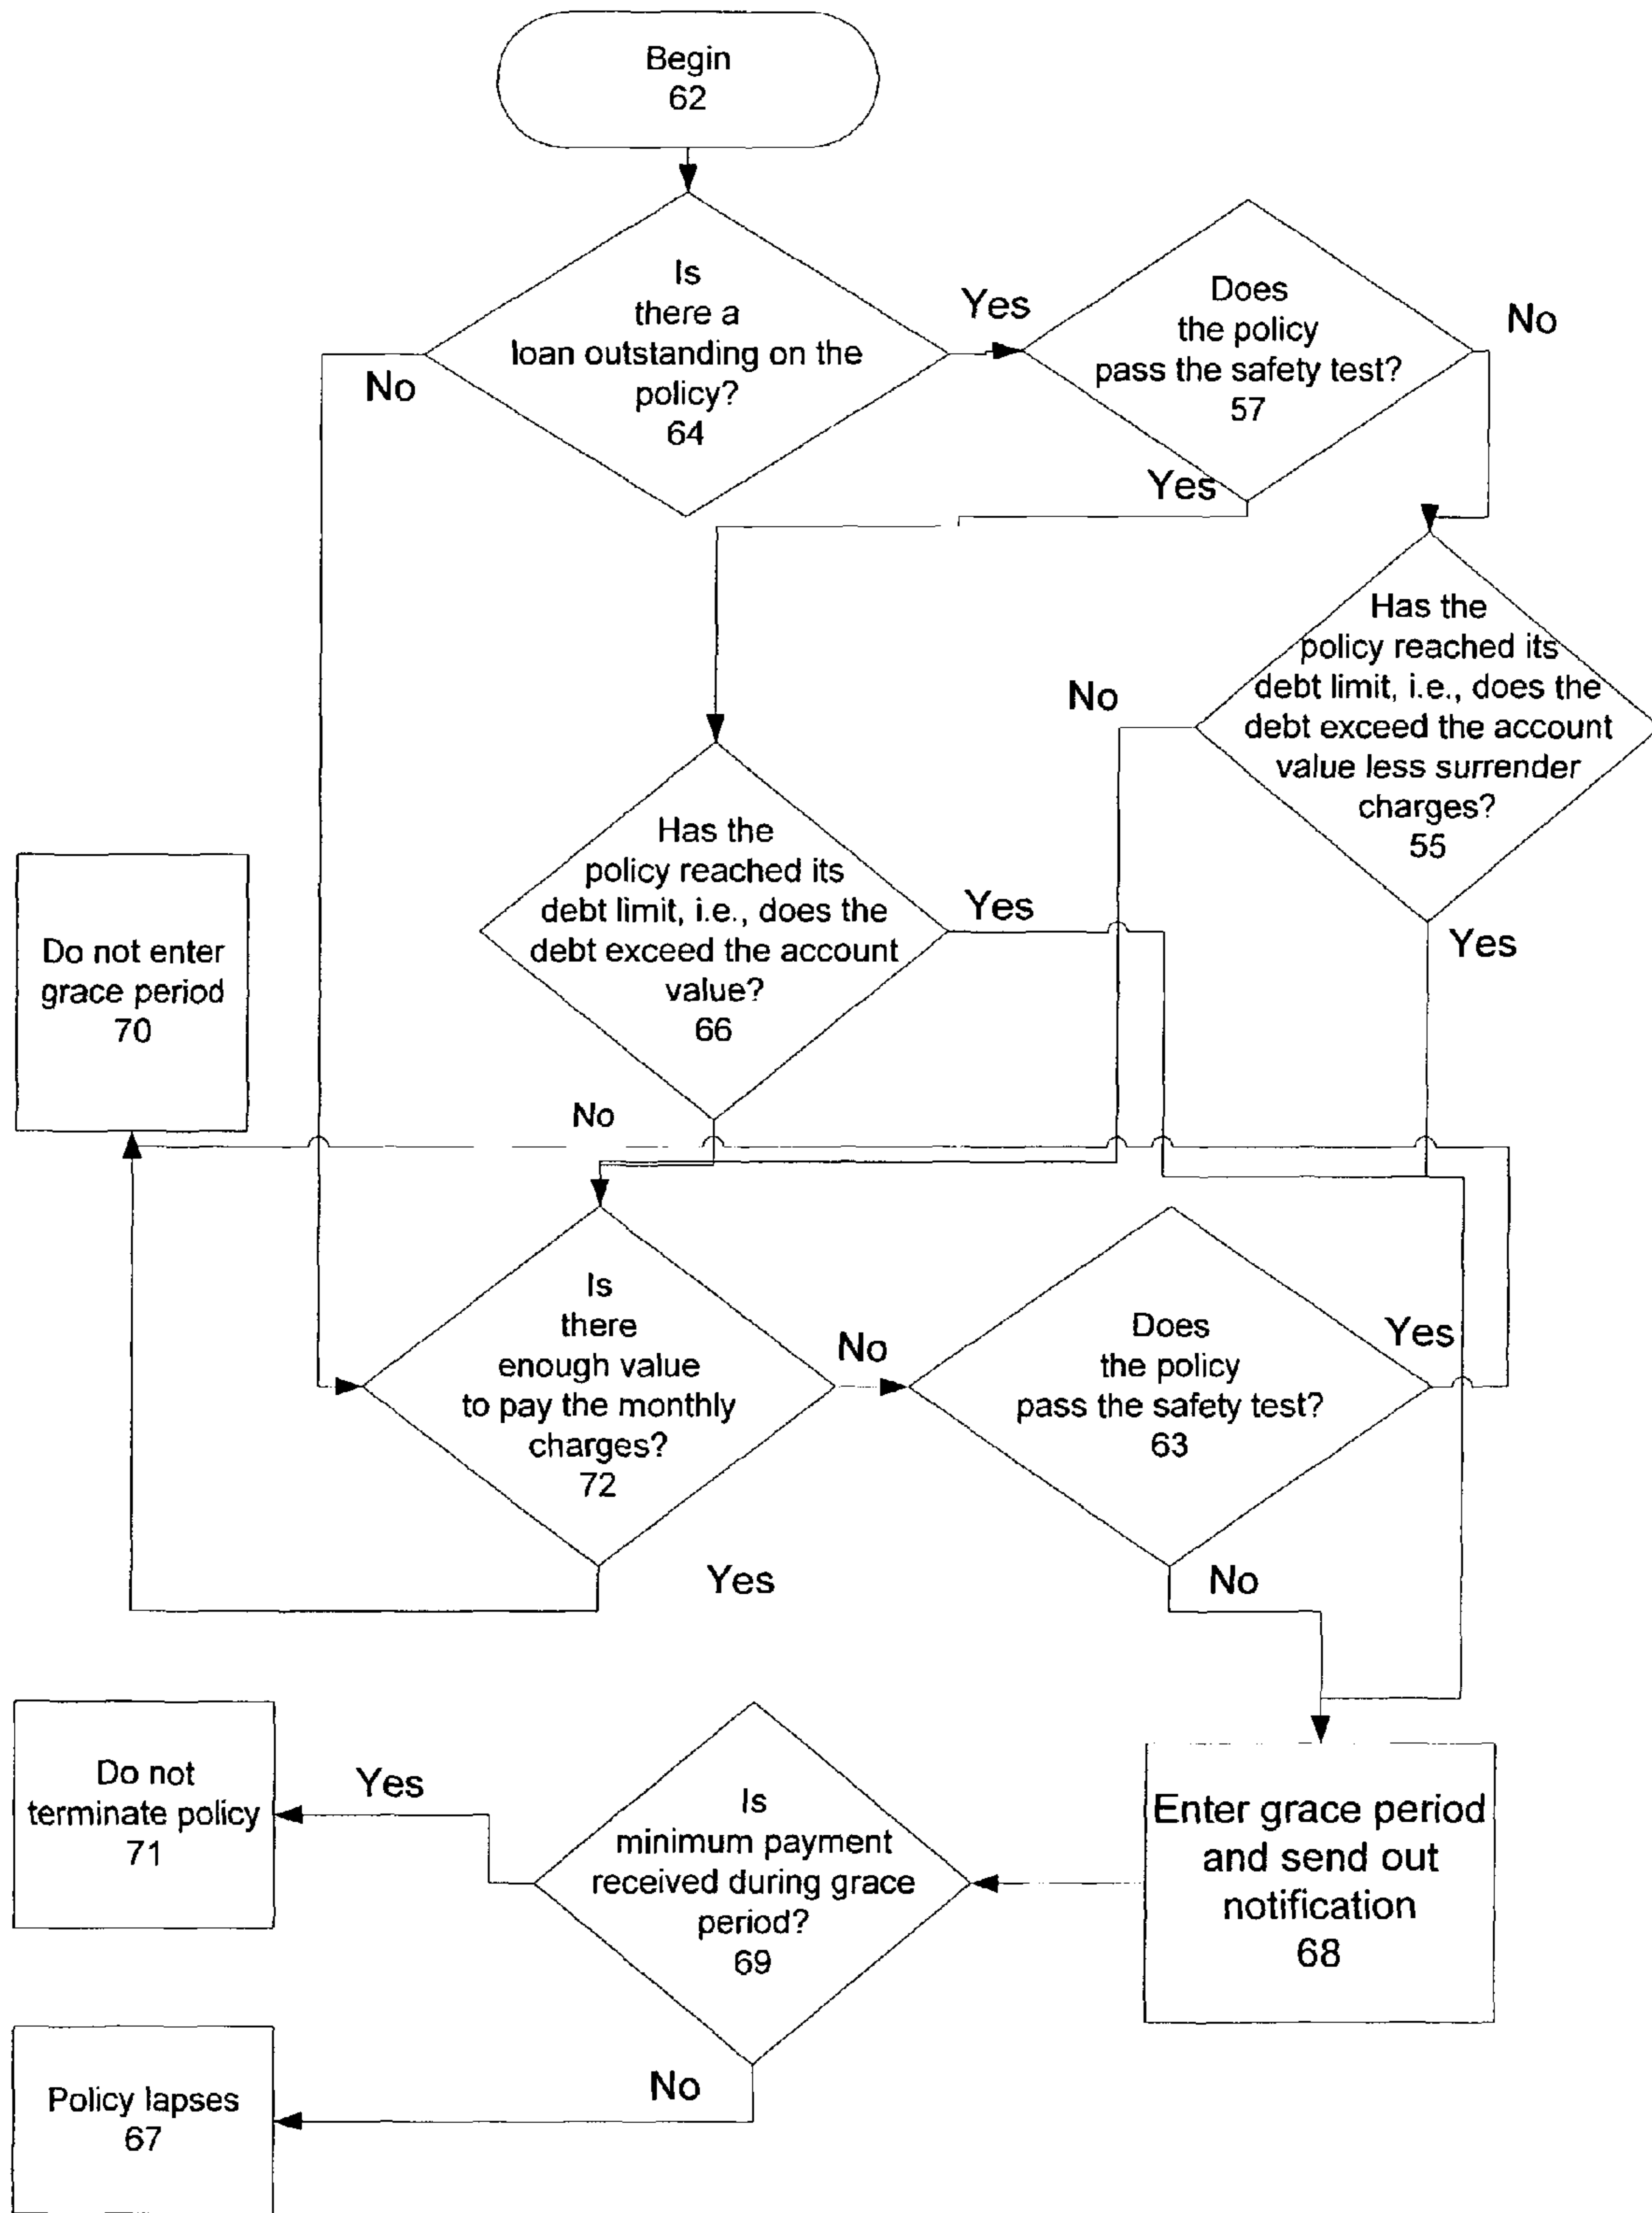 Begin
62
Is
there a
loan outstanding on the
policy?
64
Yes
No
Does
the policy
pass the safety test?
57
No
Yes
Has the
policy reached its
debt limit, i.e., does the
debt exceed the account
value less surrender
charges?
55
No
Yes
Has the
policy reached its
debt limit, i.e., does the
debt exceed the account
value?
66
Yes
No
Do not enter
grace period
70
Is
there
enough value
to pay the monthly
charges?
72
No
Yes
Does
the policy
pass the safety test?
63
Yes
No
Enter grace period
and send out
notification
68
Is
minimum payment
received during grace
period?
69
Yes
No
Do not
terminate policy
71
Policy lapses
67